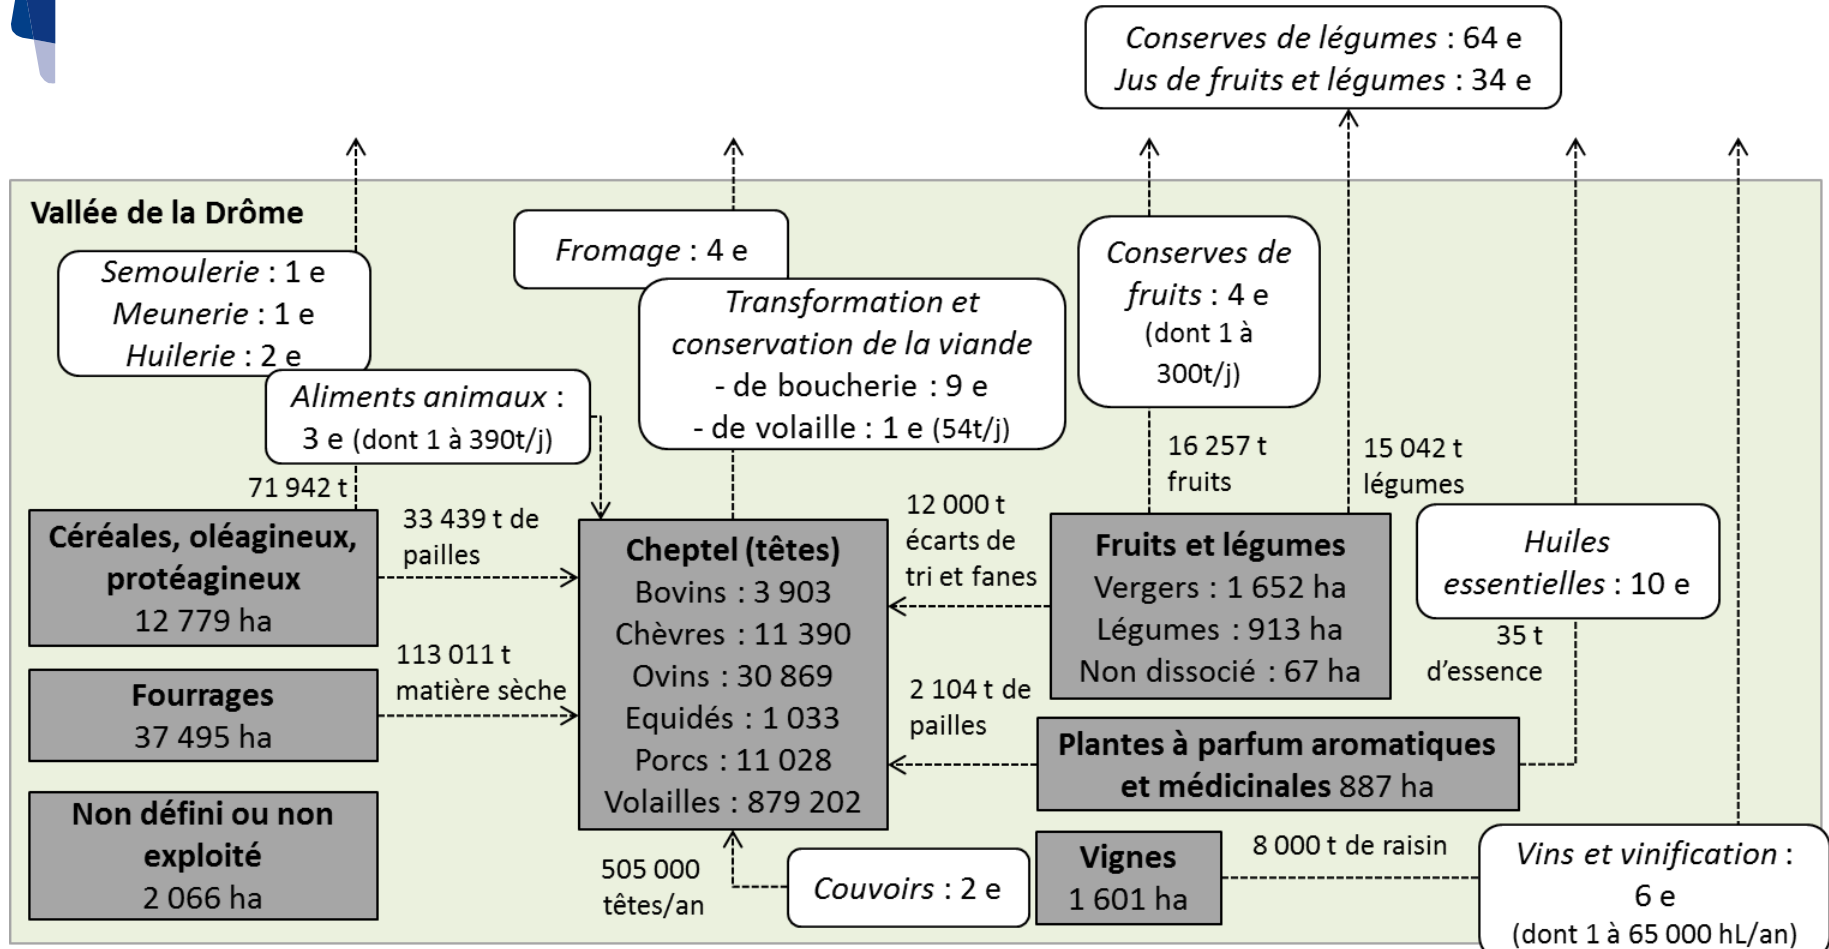 Conserves de légumes : 64 e
Jus de fruits et légumes : 34 e
Vallée de la Drôme
Semoulerie : 1 e
Meunerie : 1 e
Huilerie : 2 e
Aliments animaux :
3 e (dont 1 à 390t/j)
Fromage : 4 e
Transformation et
conservation de la viande
- de boucherie : 9 e
- de volaille : 1 e (54t/j)
Conserves de
fruits : 4 e
(dont 1 à
300t/j)
71 942 t
16 257 t
fruits
15 042 t
légumes
Céréales, oléagineux,
protéagineux
12 779 ha
33 439 t de
pailles
Fourrages
37 495 ha
113 011 t
matière sèche
Non défini ou non
exploité
2 066 ha
Cheptel (têtes)
Bovins : 3 903
Chèvres : 11 390
Ovins : 30 869
Equidés : 1 033
Porcs : 11 028
Volailles : 879 202
12 000 t
écarts de
tri et fanes
Fruits et légumes
Vergers : 1 652 ha
Légumes : 913 ha
Non dissocié : 67 ha
Huiles
essentielles : 10 e
35 t
d’essence
2 104 t de
pailles
Plantes à parfum aromatiques
et médicinales 887 ha
505 000
têtes/an
Couvoirs : 2 e
Vignes
1 601 ha
8 000 t de raisin
Vins et vinification :
6 e
(dont 1 à 65 000 hL/an)